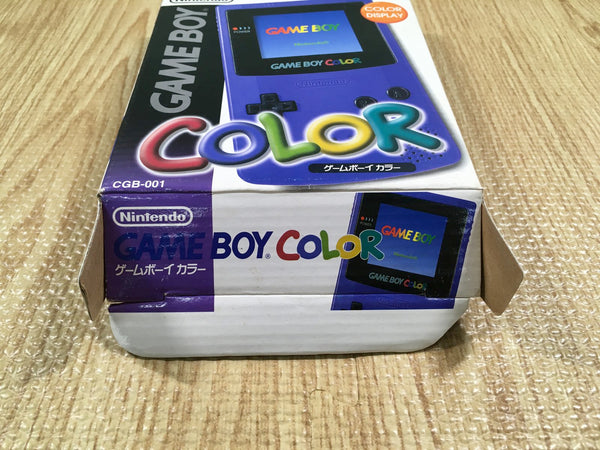 Nintendo
GAME BOY
POWER
GAME BOY
Nintendo®
GAME BOY COLOR
Nintendo
COLOR
DISPLAY
COLOR
ゲームボーイ カラー
CGB-001
Nintendo
GAME BOY® COLOR
ゲームボーイ カラー
POWER
GAME BOY
GAME BOY COLOR